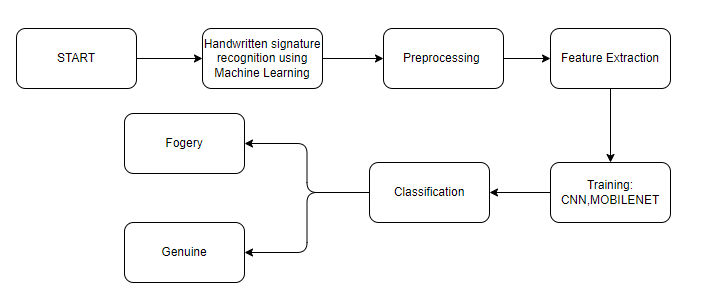 START
Handwritten signature
recognition using
Machine Learning
Preprocessing
Feature Extraction
Training:
CNN,MOBILENET
Classification
Fogery
Genuine